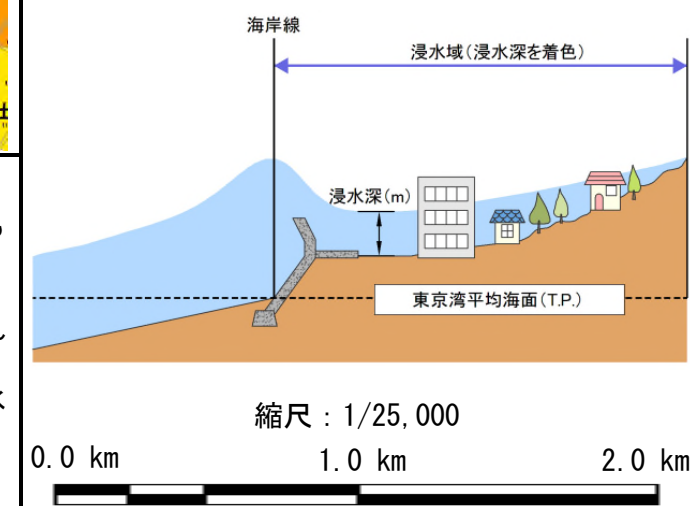 海岸線
浸水域(浸水深を着色)
浸水深(m)
東京湾平均海面(T.P.)
縮尺：1/25,000
0.0 km 1.0 km 2.0 km